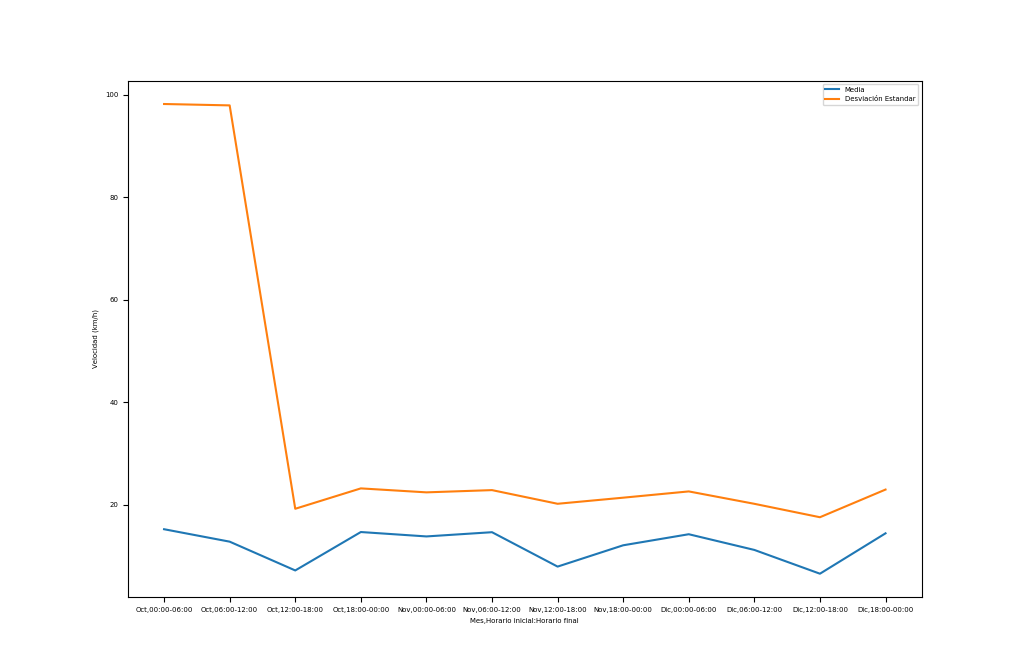 Media
Desviación Estandar
100
80
60
40
20
Velocidad (km/h)
Oct,00:00-06:00 Oct,06:00-12:00 Oct,12:00-18:00 Oct,18:00-00:00 Nov,00:00-06:00 Nov,06:00-12:00 Nov,12:00-18:00 Nov,18:00-00:00 Dic,00:00-06:00 Dic,06:00-12:00 Dic,12:00-18:00 Dic,18:00-00:00
Mes,Horario inicial:Horario final